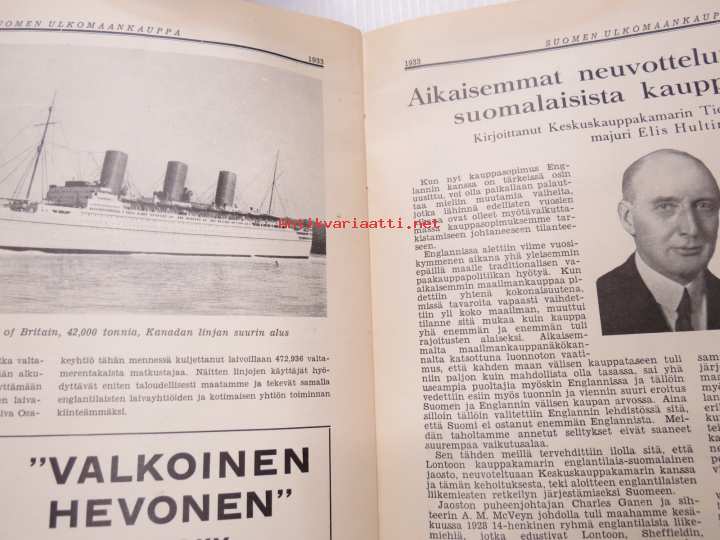 SUOMEN ULKOMAANKAUPPA
1933
of Britain, 42,000 tonnia, Kanadan linjan suurin alus
keyhtiö tähän mennessä kuljettanut laivoillaan 472,936 valta-
merentakaista matkustajaa. Näitten linjojen käyttäjät hyö-
dyttävät eniten taloudellisesti maatamme ja tekevät samalla
englantilaisten laivayhtiöiden ja kotimaisen yhtiön toiminnan
kiinteämmäksi.
"VALKOINEN
HEVONEN"
SUOMEN ULKOMAANKAUPPA
1933
Aikaisemmat neuvottelu
suomalaisista kaupp
Kirjoittanut Keskuskauppakamarin Tie
majuri Elis Hultin
Kun nyt kauppasopimus Eng-
lannin kanssa on tärkeissä osin
uusittu, voi olla paikallaan palaut-
taa mieliin muutamia vaiheita,
jotka lähinnä edellisten vuosien
aikana ovat olleet myötävaikutta-
massa kauppasopimuksemme tar-
kistamiseen johtaneeseen tilantee-
seen.
Englannissa alettiin viime vuosi-
kymmenen aikana yhä yleisemmin
epäillä maalle traditionalisen va-
paakauppapolitiikan hyötyä. Kun
aikaisemmin maailmankauppaa pi-
dettiin yhtenä kokonaisuutena,
missä tavaroita vapaasti vaihdet-
tiin yli koko maailman, muuttui
tilanne sitä mukaa kuin kauppa
yhä enemmän ja enemmän tuli
rajoitusten alaiseksi. Aikaisem-
malta maailmankauppanäkökan-
nalta katsottuna luonnoton vaati-
mus, että kahden maan välisen kauppataseen tuli
niin paljon kuin mahdollista olla tasassa, sai yhä
useampia puoltajia myöskin Englannissa ja tällöin
vedettiin esiin myös tuonnin ja viennin suuri eroitus
Suomen ja Englannin välisen kaupan arvossa. Aina
silloin tällöin valitettiin Englannin lehdistössä sitä,
että Suomi ei ostanut enemmän Englannista. Mei-
dän taholtamme annetut selitykset eivät saaneet
suurempaa vaikutusalaa.
Sen tähden meillä tervehdittiin ilolla sitä, että
Lontoon kauppakamarin englantilais-suomalainen
jaosto, neuvoteltuaan Keskuskauppakamarin kanssa
ja tämän kehoituksesta, teki aloitteen englantilaisten
liikemiesten retkeilyn järjestämiseksi Suomeen.
Jaoston puheenjohtajan Charles Ganen ja sih-
teerin A. M. McVeyn johdolla tuli maahamme kesä-
kuussa 1928 14-henkinen ryhmä englantilaisia liike-
miehiä, jotka edustivat Lontoon, Sheffieldin,